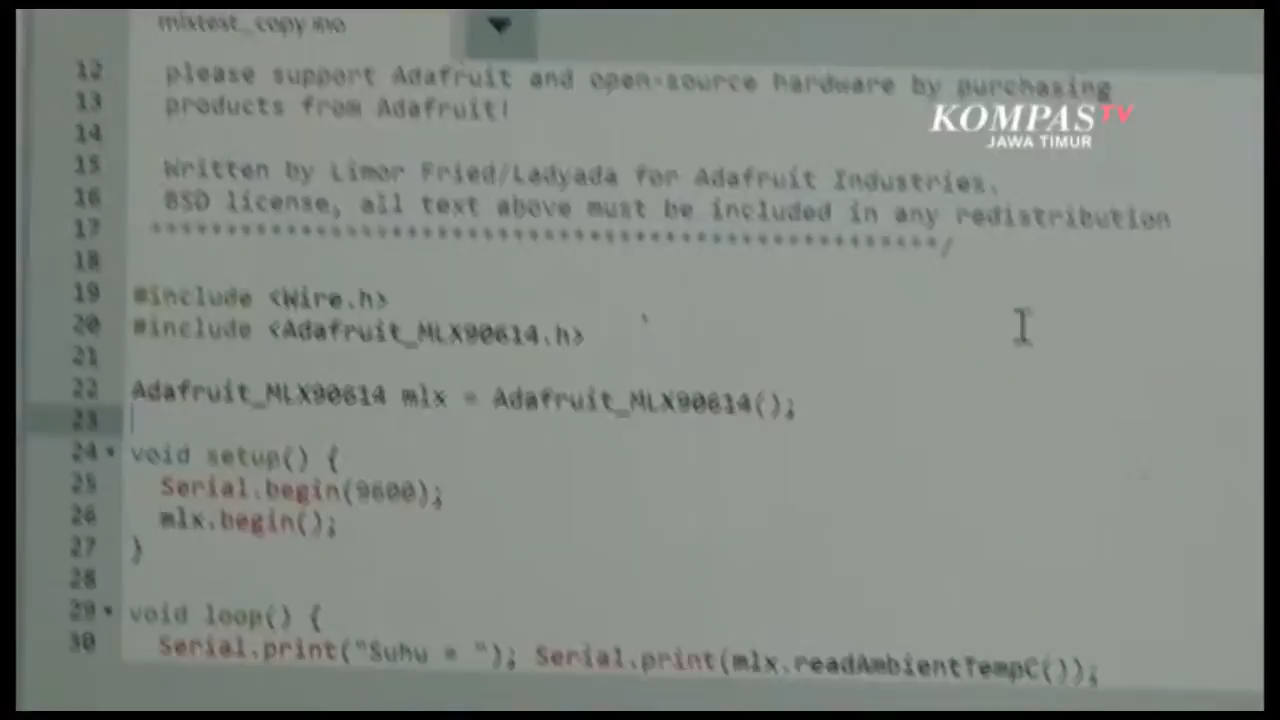 mlxtest_copy.ino
12 please support Adafruit and open-source hardware by purchasing
13 products from Adafruit!
14
15 Written by Limor Fried/Ladyada for Adafruit Industries.
16 BSD license, all text above must be included in any redistribution
17 ****************************************************/
18
19 #include <Wire.h>
20 #include <Adafruit_MLX90614.h>
21
22 Adafruit_MLX90614 mlx = Adafruit_MLX90614();
23
24 void setup() {
25 Serial.begin(9600);
26 mlx.begin();
27 }
28
29 void loop() {
30 Serial.print("Suhu = "); Serial.print(mlx.readAmbientTempC());
KOMPAS TV
JAWA TIMUR